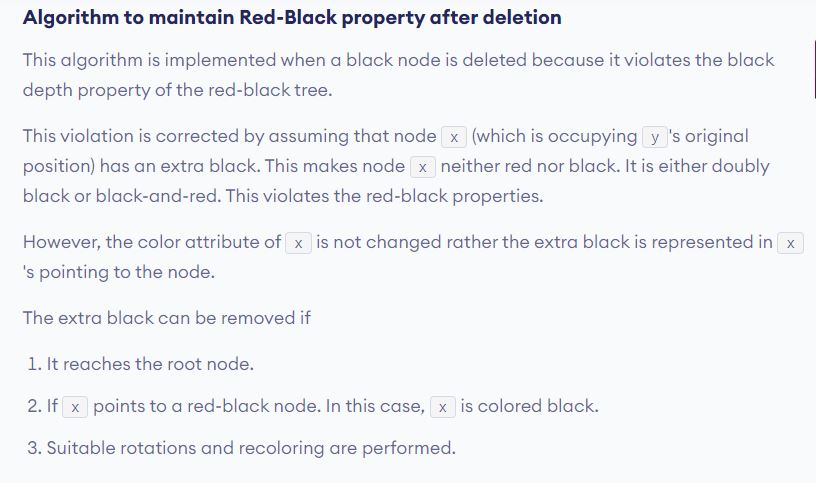 Algorithm to maintain Red-Black property after deletion
This algorithm is implemented when a black node is deleted because it violates the black
depth property of the red-black tree.
This violation is corrected by assuming that node x (which is occupying y 's original
position) has an extra black. This makes node x neither red nor black. It is either doubly
black or black-and-red. This violates the red-black properties.
However, the color attribute of x is not changed rather the extra black is represented in x
's pointing to the node.
The extra black can be removed if
1. It reaches the root node.
2. If x points to a red-black node. In this case, x is colored black.
3. Suitable rotations and recoloring are performed.